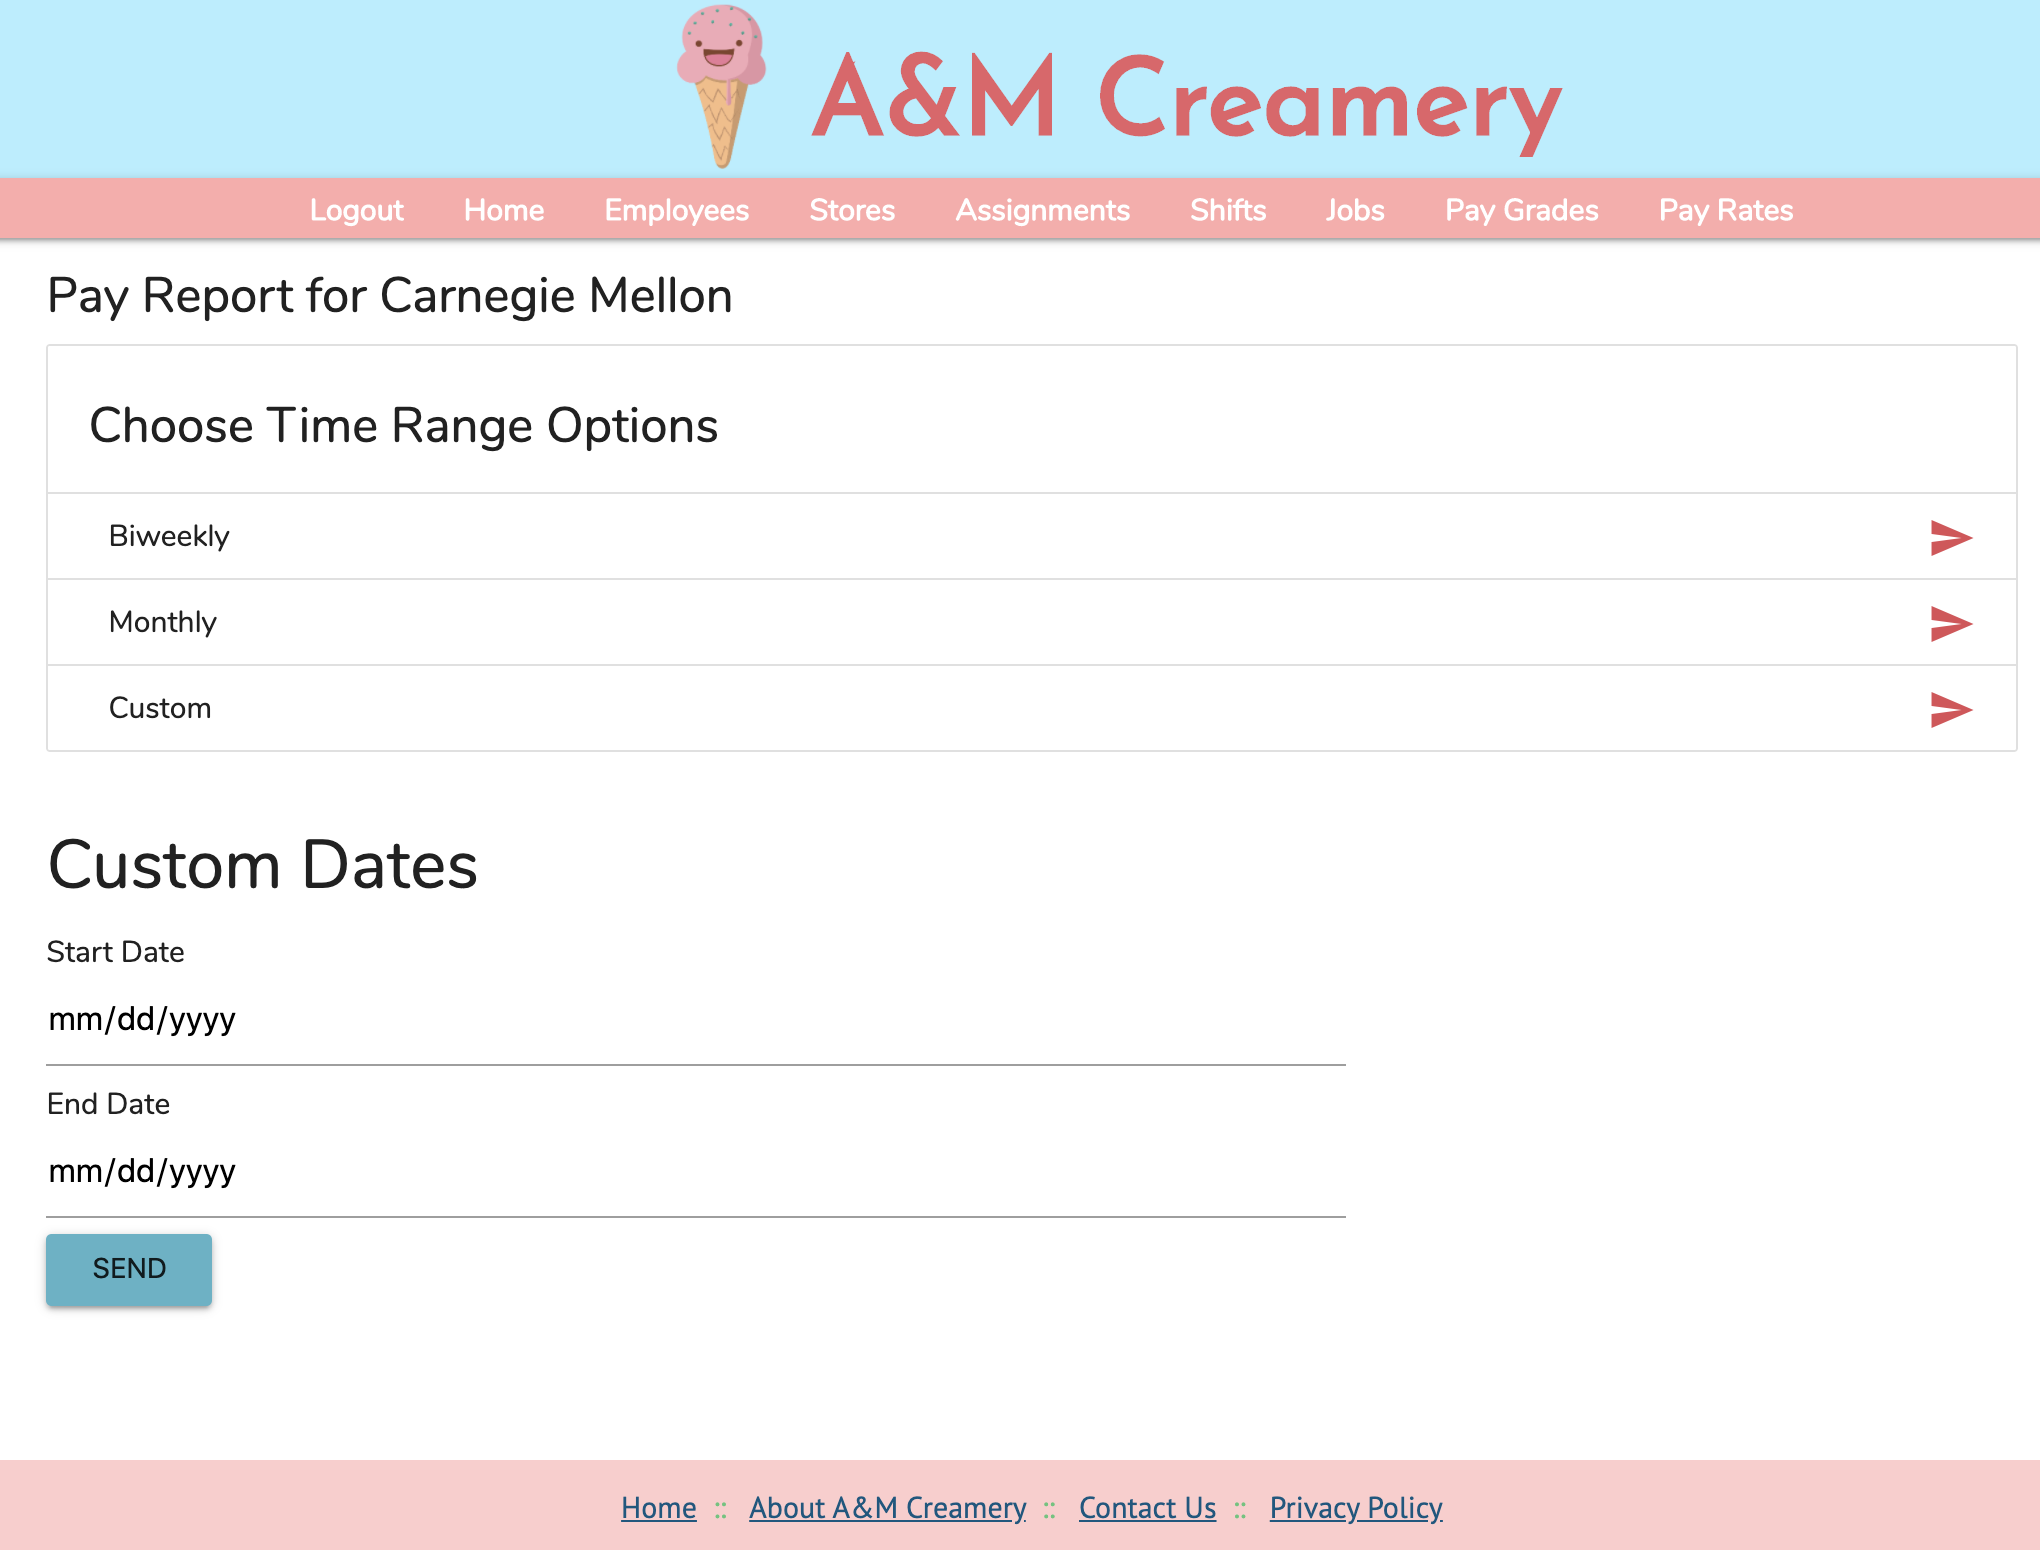 A&M Creamery
Logout Home Employees Stores Assignments Shifts Jobs Pay Grades Pay Rates
Pay Report for Carnegie Mellon
Choose Time Range Options
Biweekly
Monthly
Custom
Custom Dates
Start Date
mm/dd/yyyy
End Date
mm/dd/yyyy
SEND
Home :: About A&M Creamery :: Contact Us :: Privacy Policy